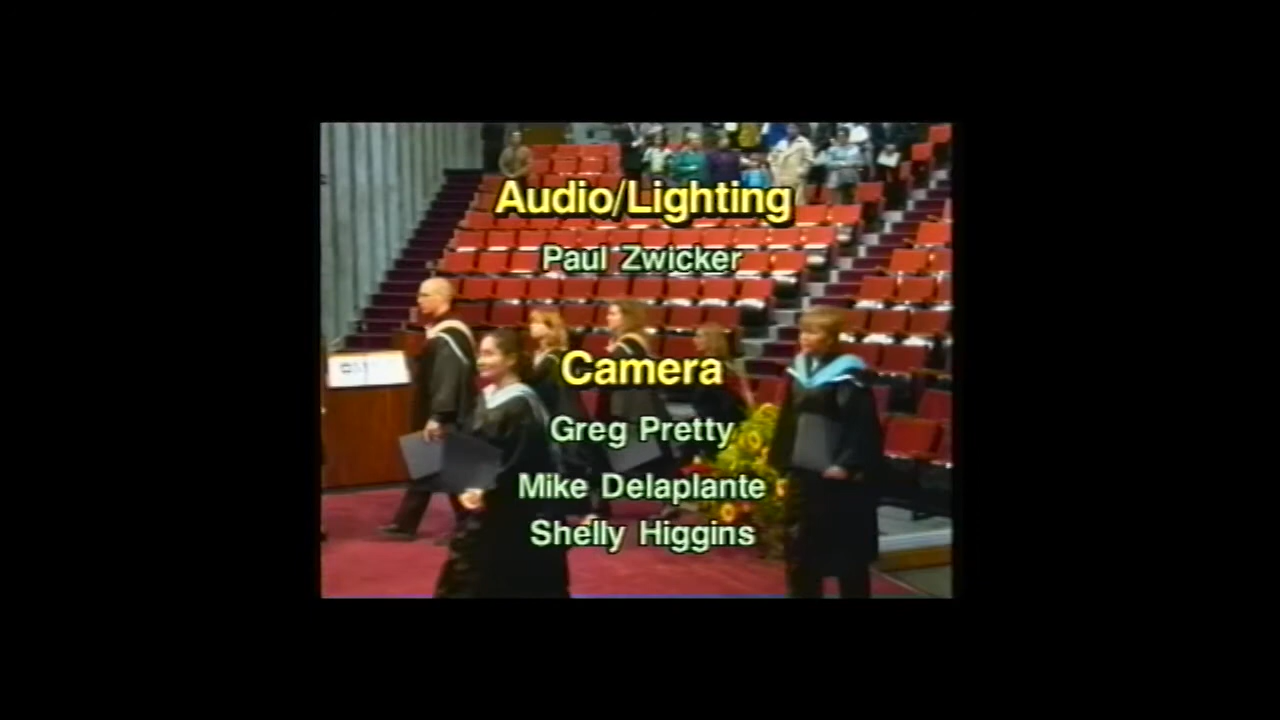 Audio/Lighting
Paul Zwicker
Camera
Greg Pretty
Mike Delaplante
Shelly Higgins